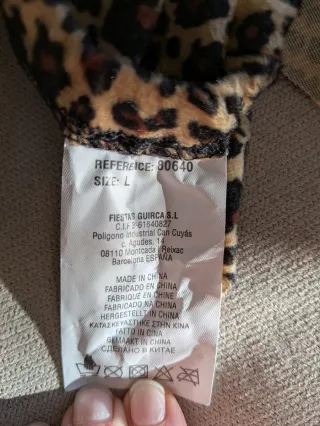 REFERENCE: 80640
SIZE: L
FIESTAS GUIRCA S.L
C.I.F B-61640827
Polígono Industrial Can Cuyás
c. Agudes, 14
08110 Montcada i Reixac
Barcelona ESPAÑA
MADE IN CHINA
FABRICADO EN CHINA
FABRIQUÉ EN CHINE
FABRICADO NA CHINA
HERGESTELLT IN CHINA
ΚΑΤΑΣΚΕΥΑΣΤΗΚΕ ΣΤΗΝ ΚΙΝΑ
FATTO IN CINA
GEMAAKT IN CHINA
СДЕЛАНО В КИТАЕ